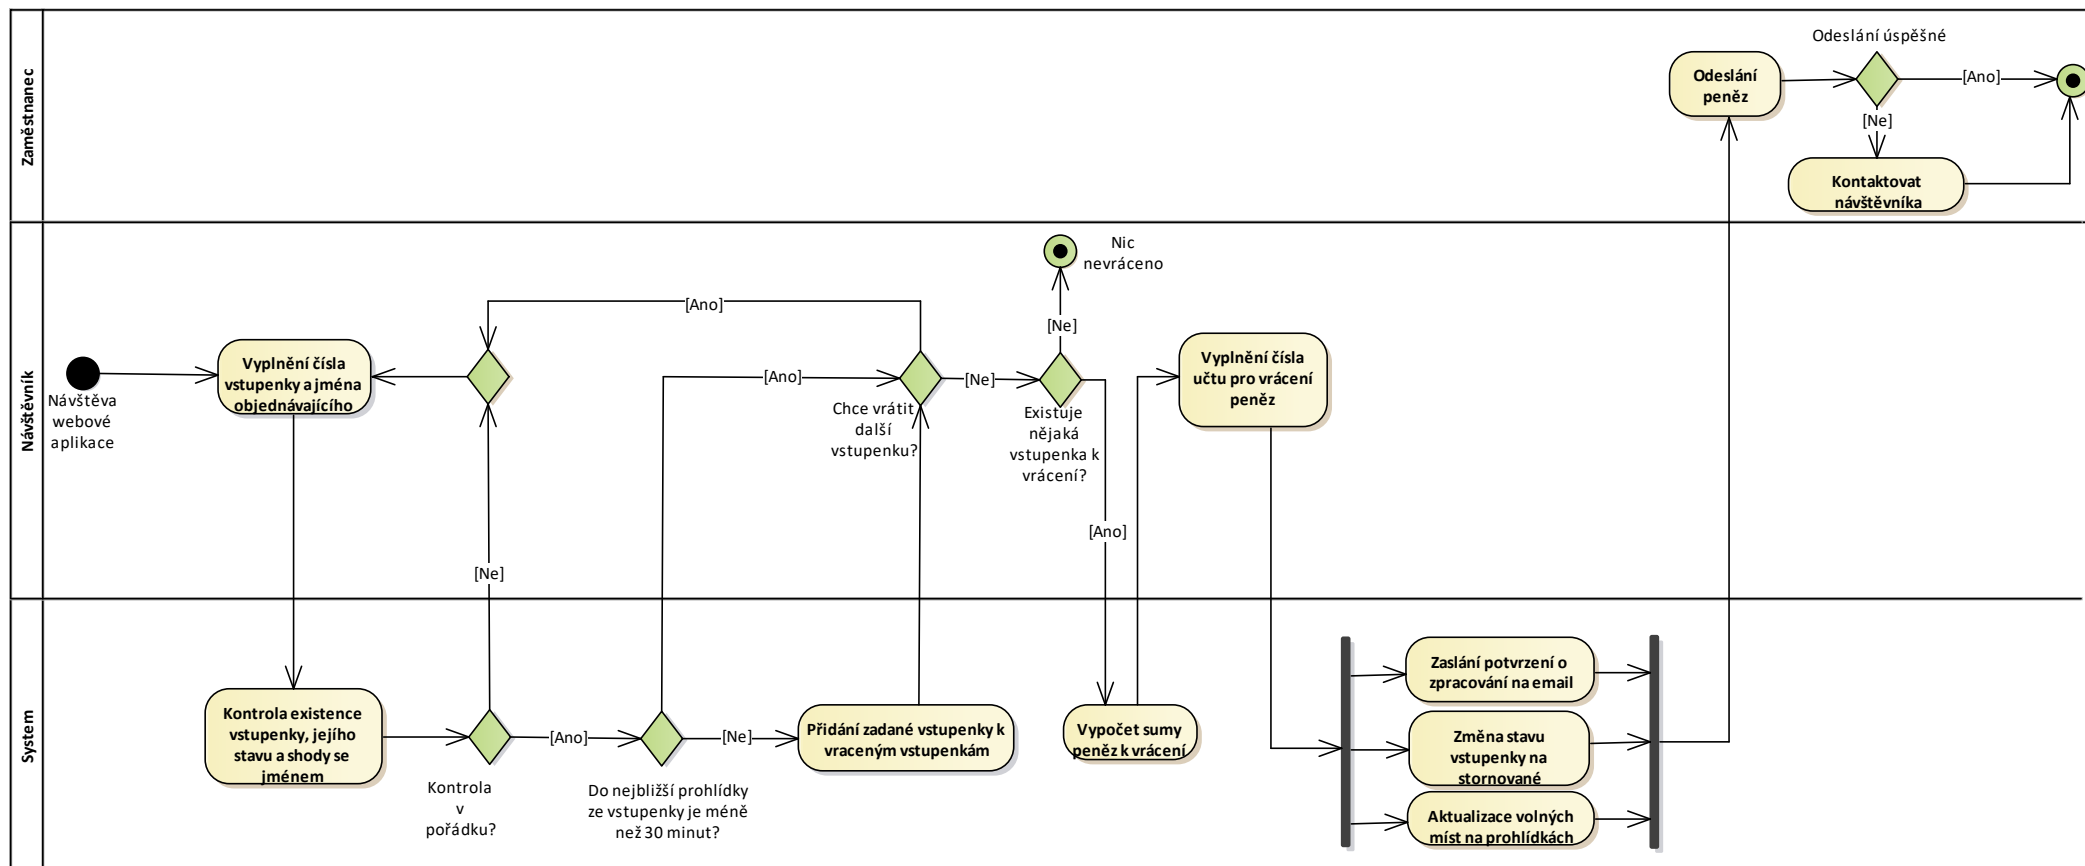 Zaměstnanec
Odeslání
peněz
Odeslání úspěšné
[Ano]
[Ne]
Kontaktovat
návštěvníka
Návštěvník
Návštěva
webové
aplikace
Vyplnění čísla
vstupenky a jména
objednávajícího
[Ano]
[Ne]
[Ano]
Chce vrátit
další
vstupenku?
[Ne]
Nic
nevráceno
[Ne]
Existuje
nějaká
vstupenka k
vrácení?
[Ano]
Vyplnění čísla
učtu pro vrácení
peněz
System
Kontrola existence
vstupenky, jejího
stavu a shody se
jménem
Kontrola
v
pořádku?
[Ano]
Do nejbližší prohlídky
ze vstupenky je méně
než 30 minut?
[Ne]
Přidání zadané vstupenky k
vraceným vstupenkám
Vypočet sumy
peněz k vrácení
Zaslání potvrzení o
zpracování na email
Změna stavu
vstupenky na
stornované
Aktualizace volných
míst na prohlídkách